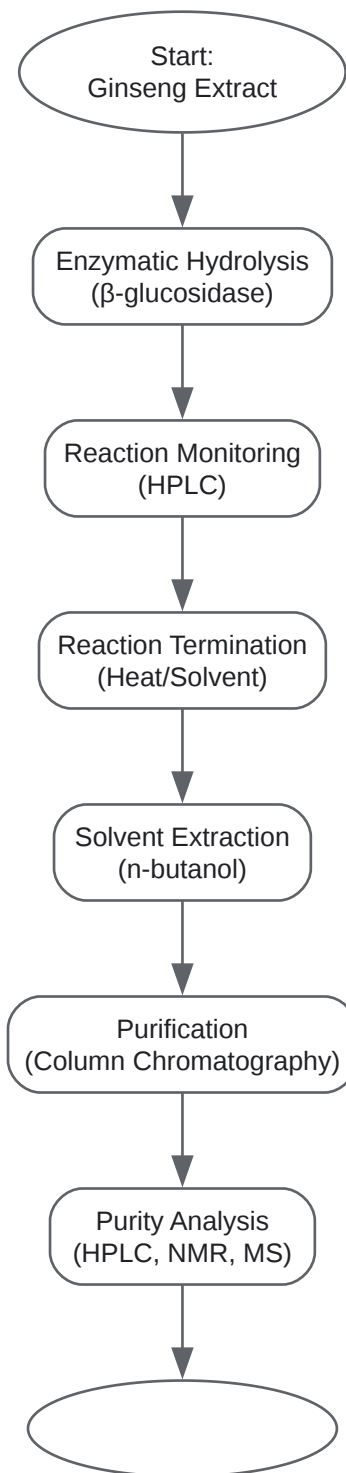 Start:
Ginseng Extract
Enzymatic Hydrolysis
(β-glucosidase)
Reaction Monitoring
(HPLC)
Reaction Termination
(Heat/Solvent)
Solvent Extraction
(n-butanol)
Purification
(Column Chromatography)
Purity Analysis
(HPLC, NMR, MS)